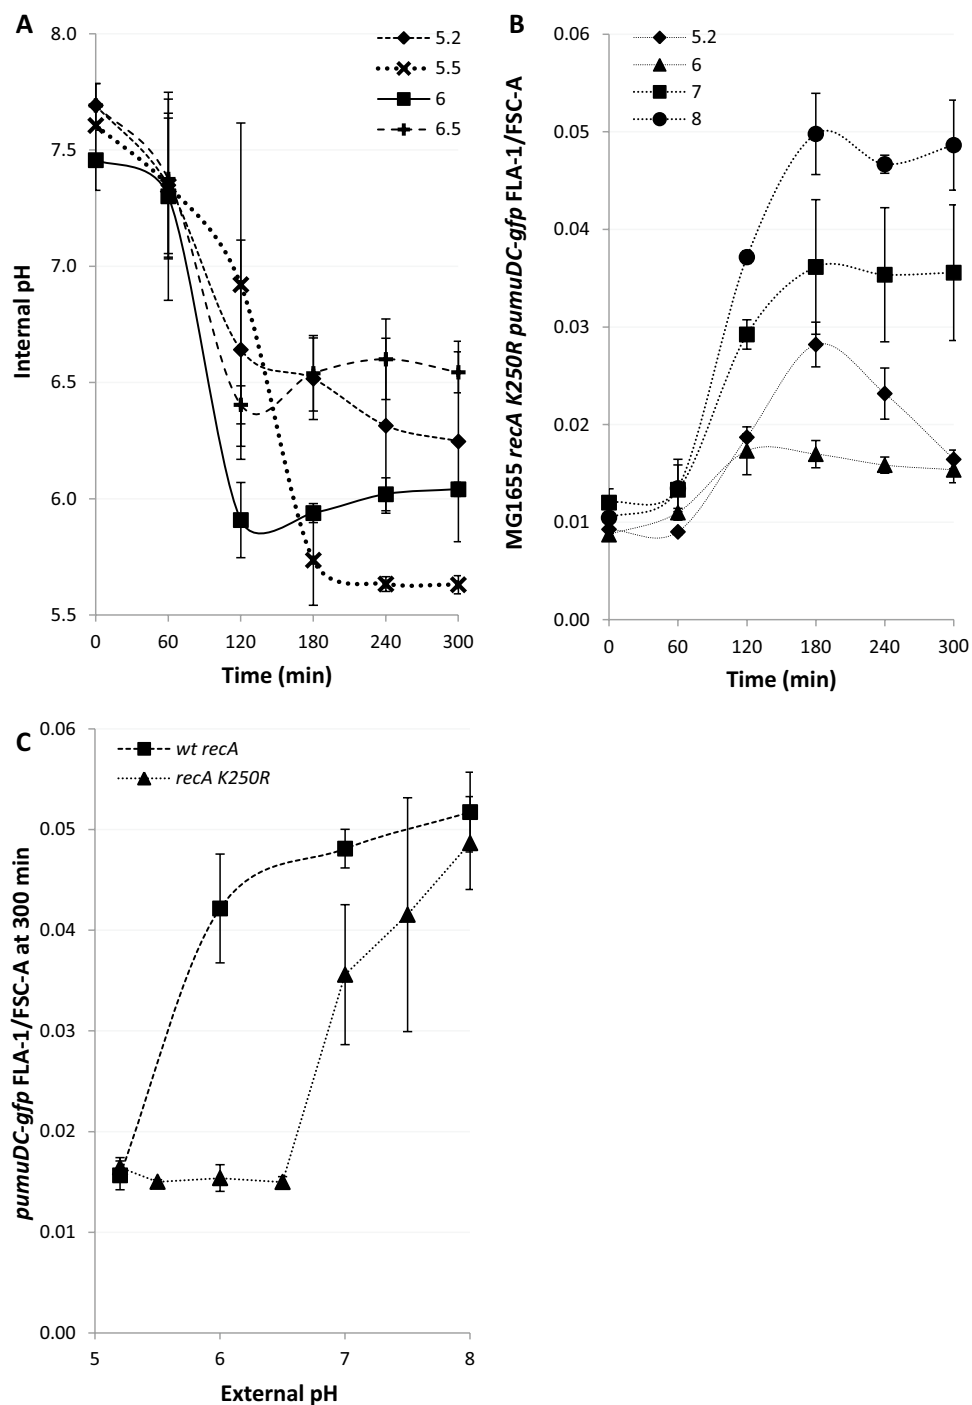 A
8.0
7.5
7.0
6.5
6.0
5.5
Internal pH
5.2
5.5
6
6.5
0 60 120 180 240 300
Time (min)
B
0.06
0.05
0.04
0.03
0.02
0.01
0.00
MG1655 recA K250R pumuDC-gfp FLA-1/FSC-A
5.2
6
7
8
0 60 120 180 240 300
Time (min)
C
0.06
0.05
0.04
0.03
0.02
0.01
0.00
pumuDC-gfp FLA-1/FSC-A at 300 min
wt recA
recA K250R
5 6 7 8
External pH